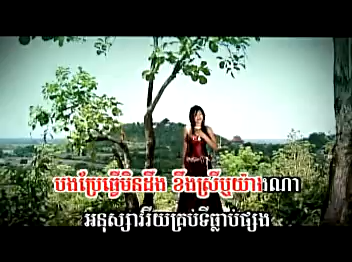 បងប្រែធ្វើមិនដឹង ខឹងស្រីឬយ៉ាងណា
អនុស្សាវរីយគ្រប់ទីធ្លាប់ផ្សង